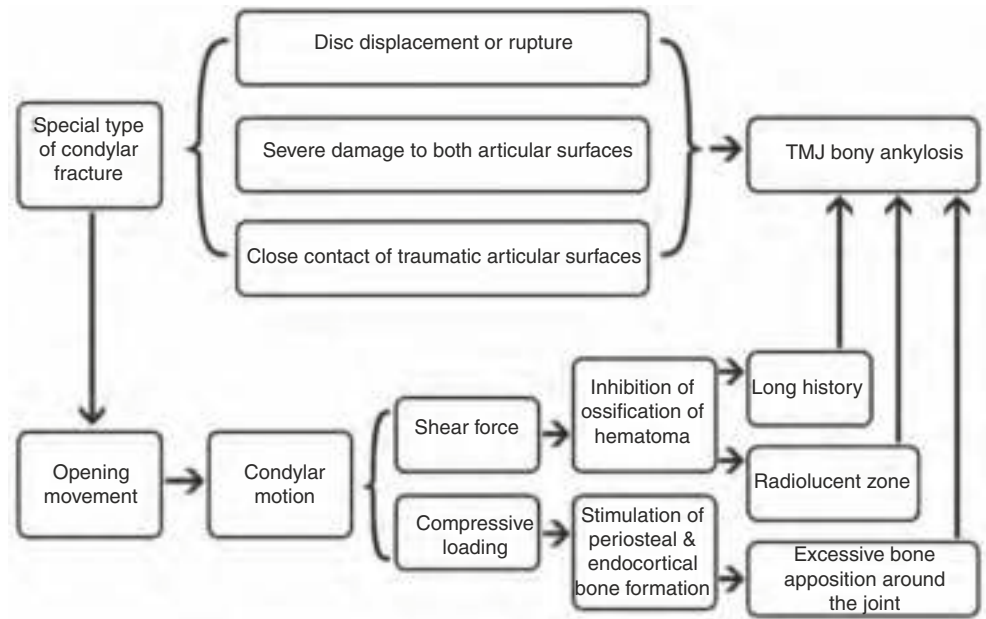 Special type
of condylar
fracture
Disc displacement or rupture
Severe damage to both articular surfaces
Close contact of traumatic articular surfaces
TMJ bony ankylosis
Opening
movement
Condylar
motion
Shear force
Compressive
loading
Inhibition of
ossification of
hematoma
Stimulation of
periosteal &
endocortical
bone formation
Long history
Radiolucent zone
Excessive bone
apposition around
the joint